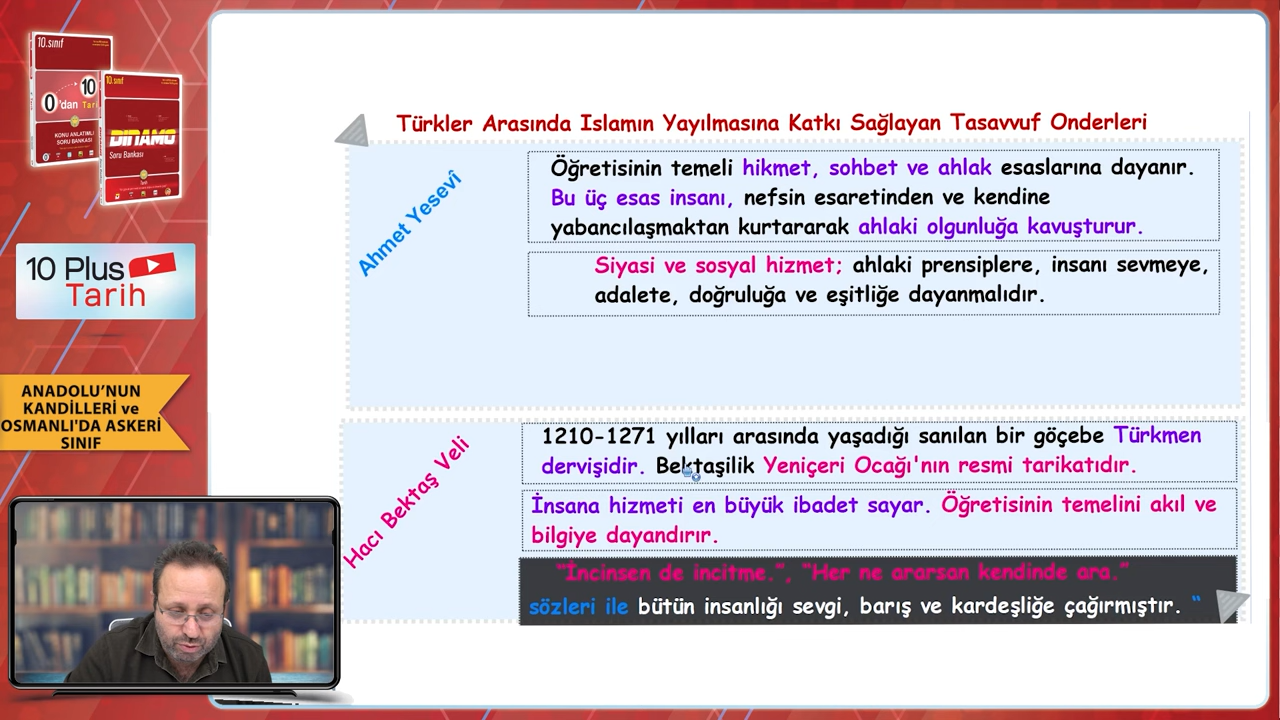 10.sınıf
0'dan 10
Tari
KONU ANLATIMLI
SORU BANKASI
10.sınıf
DİNAMO
Soru Bankası
Tarih
10 Plus
Tarih
ANADOLU'NUN
KANDİLLERİ ve
OSMANLI'DA ASKERİ
SINIF
Türkler Arasında Islamın Yayılmasına Katkı Sağlayan Tasavvuf Onderleri
Ahmet Yesevî
Öğretisinin temeli hikmet, sohbet ve ahlak esaslarına dayanır.
Bu üç esas insanı, nefsin esaretinden ve kendine
yabancılaşmaktan kurtararak ahlaki olgunluğa kavuşturur.
Siyasi ve sosyal hizmet; ahlaki prensiplere, insanı sevmeye,
adalete, doğruluğa ve eşitliğe dayanmalıdır.
Hacı Bektaş Veli
1210-1271 yılları arasında yaşadığı sanılan bir göçebe Türkmen
dervişidir. Bektaşilik Yeniçeri Ocağı'nın resmi tarikatıdır.
İnsana hizmeti en büyük ibadet sayar. Öğretisinin temelini akıl ve
bilgiye dayandırır.
"İncinsen de incitme.", "Her ne ararsan kendinde ara."
sözleri ile bütün insanlığı sevgi, barış ve kardeşliğe çağırmıştır. "